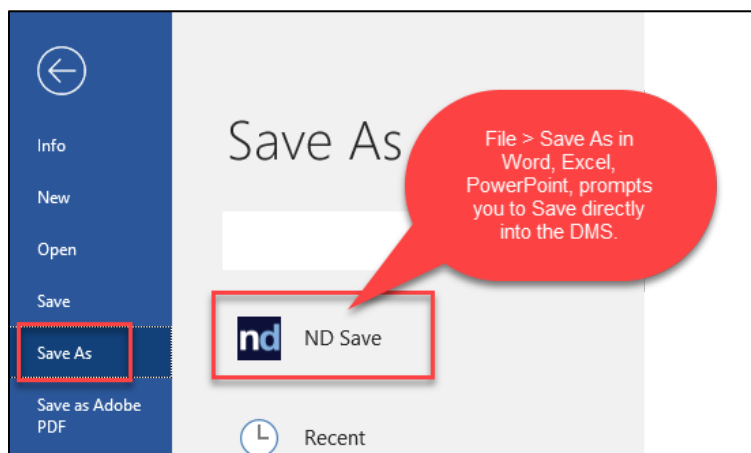 Info
New
Open
Save
Save As
Save as Adobe
PDF
Save As
File > Save As in
Word, Excel,
PowerPoint, prompts
you to Save directly
into the DMS.
nd
ND Save
Recent